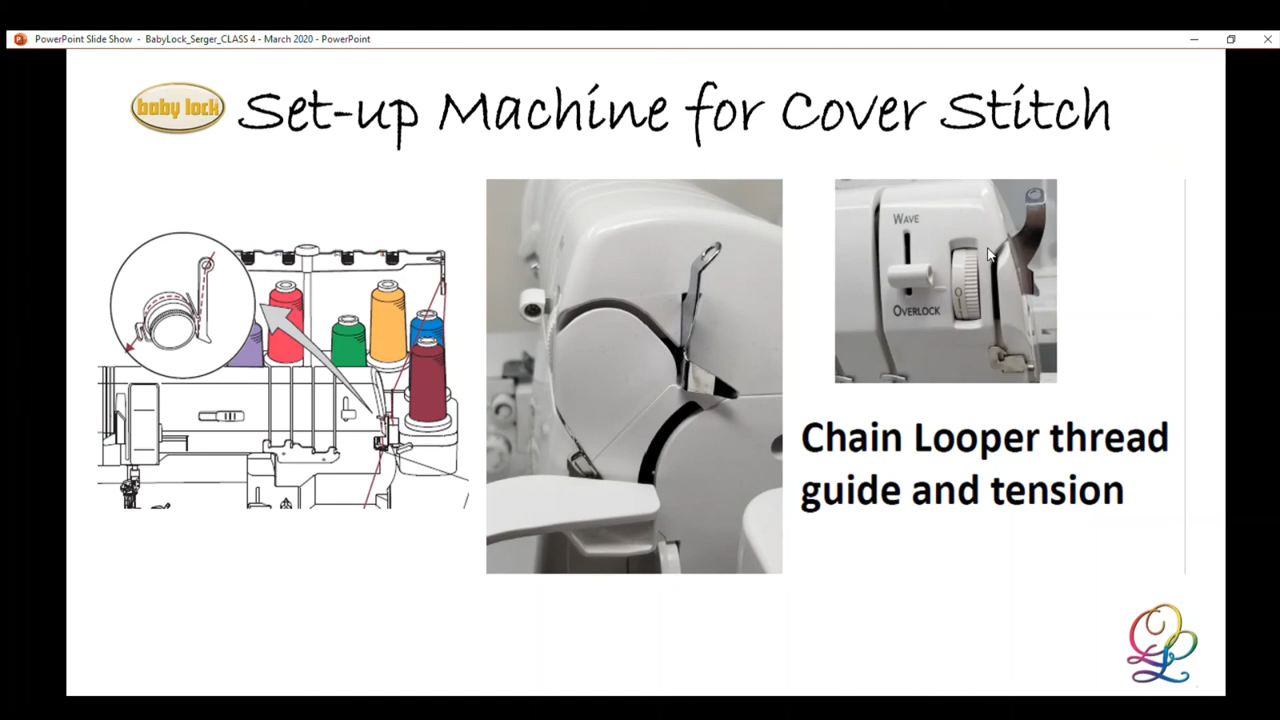 PowerPoint Slide Show - BabyLock_Serger_CLASS 4 - March 2020 - PowerPoint
baby lock
Set-up Machine for Cover Stitch
WAVE
OVERLOCK
Chain Looper thread
guide and tension